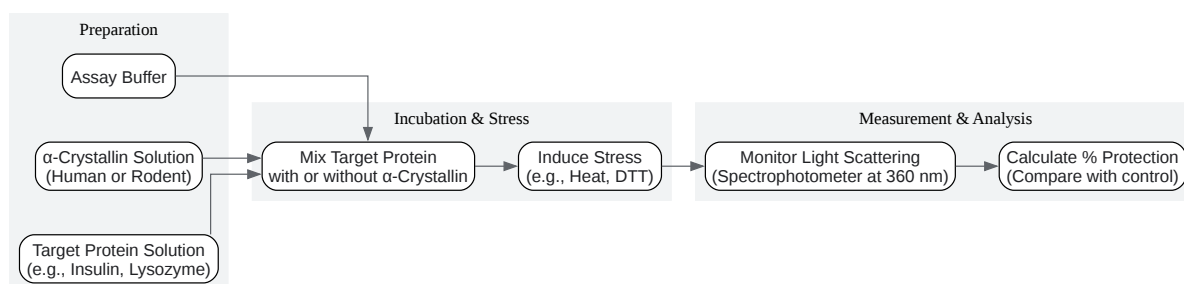 Preparation
Assay Buffer
α-Crystallin Solution
(Human or Rodent)
Target Protein Solution
(e.g., Insulin, Lysozyme)
Incubation & Stress
Mix Target Protein
with or without α-Crystallin
Induce Stress
(e.g., Heat, DTT)
Measurement & Analysis
Monitor Light Scattering
(Spectrophotometer at 360 nm)
Calculate % Protection
(Compare with control)